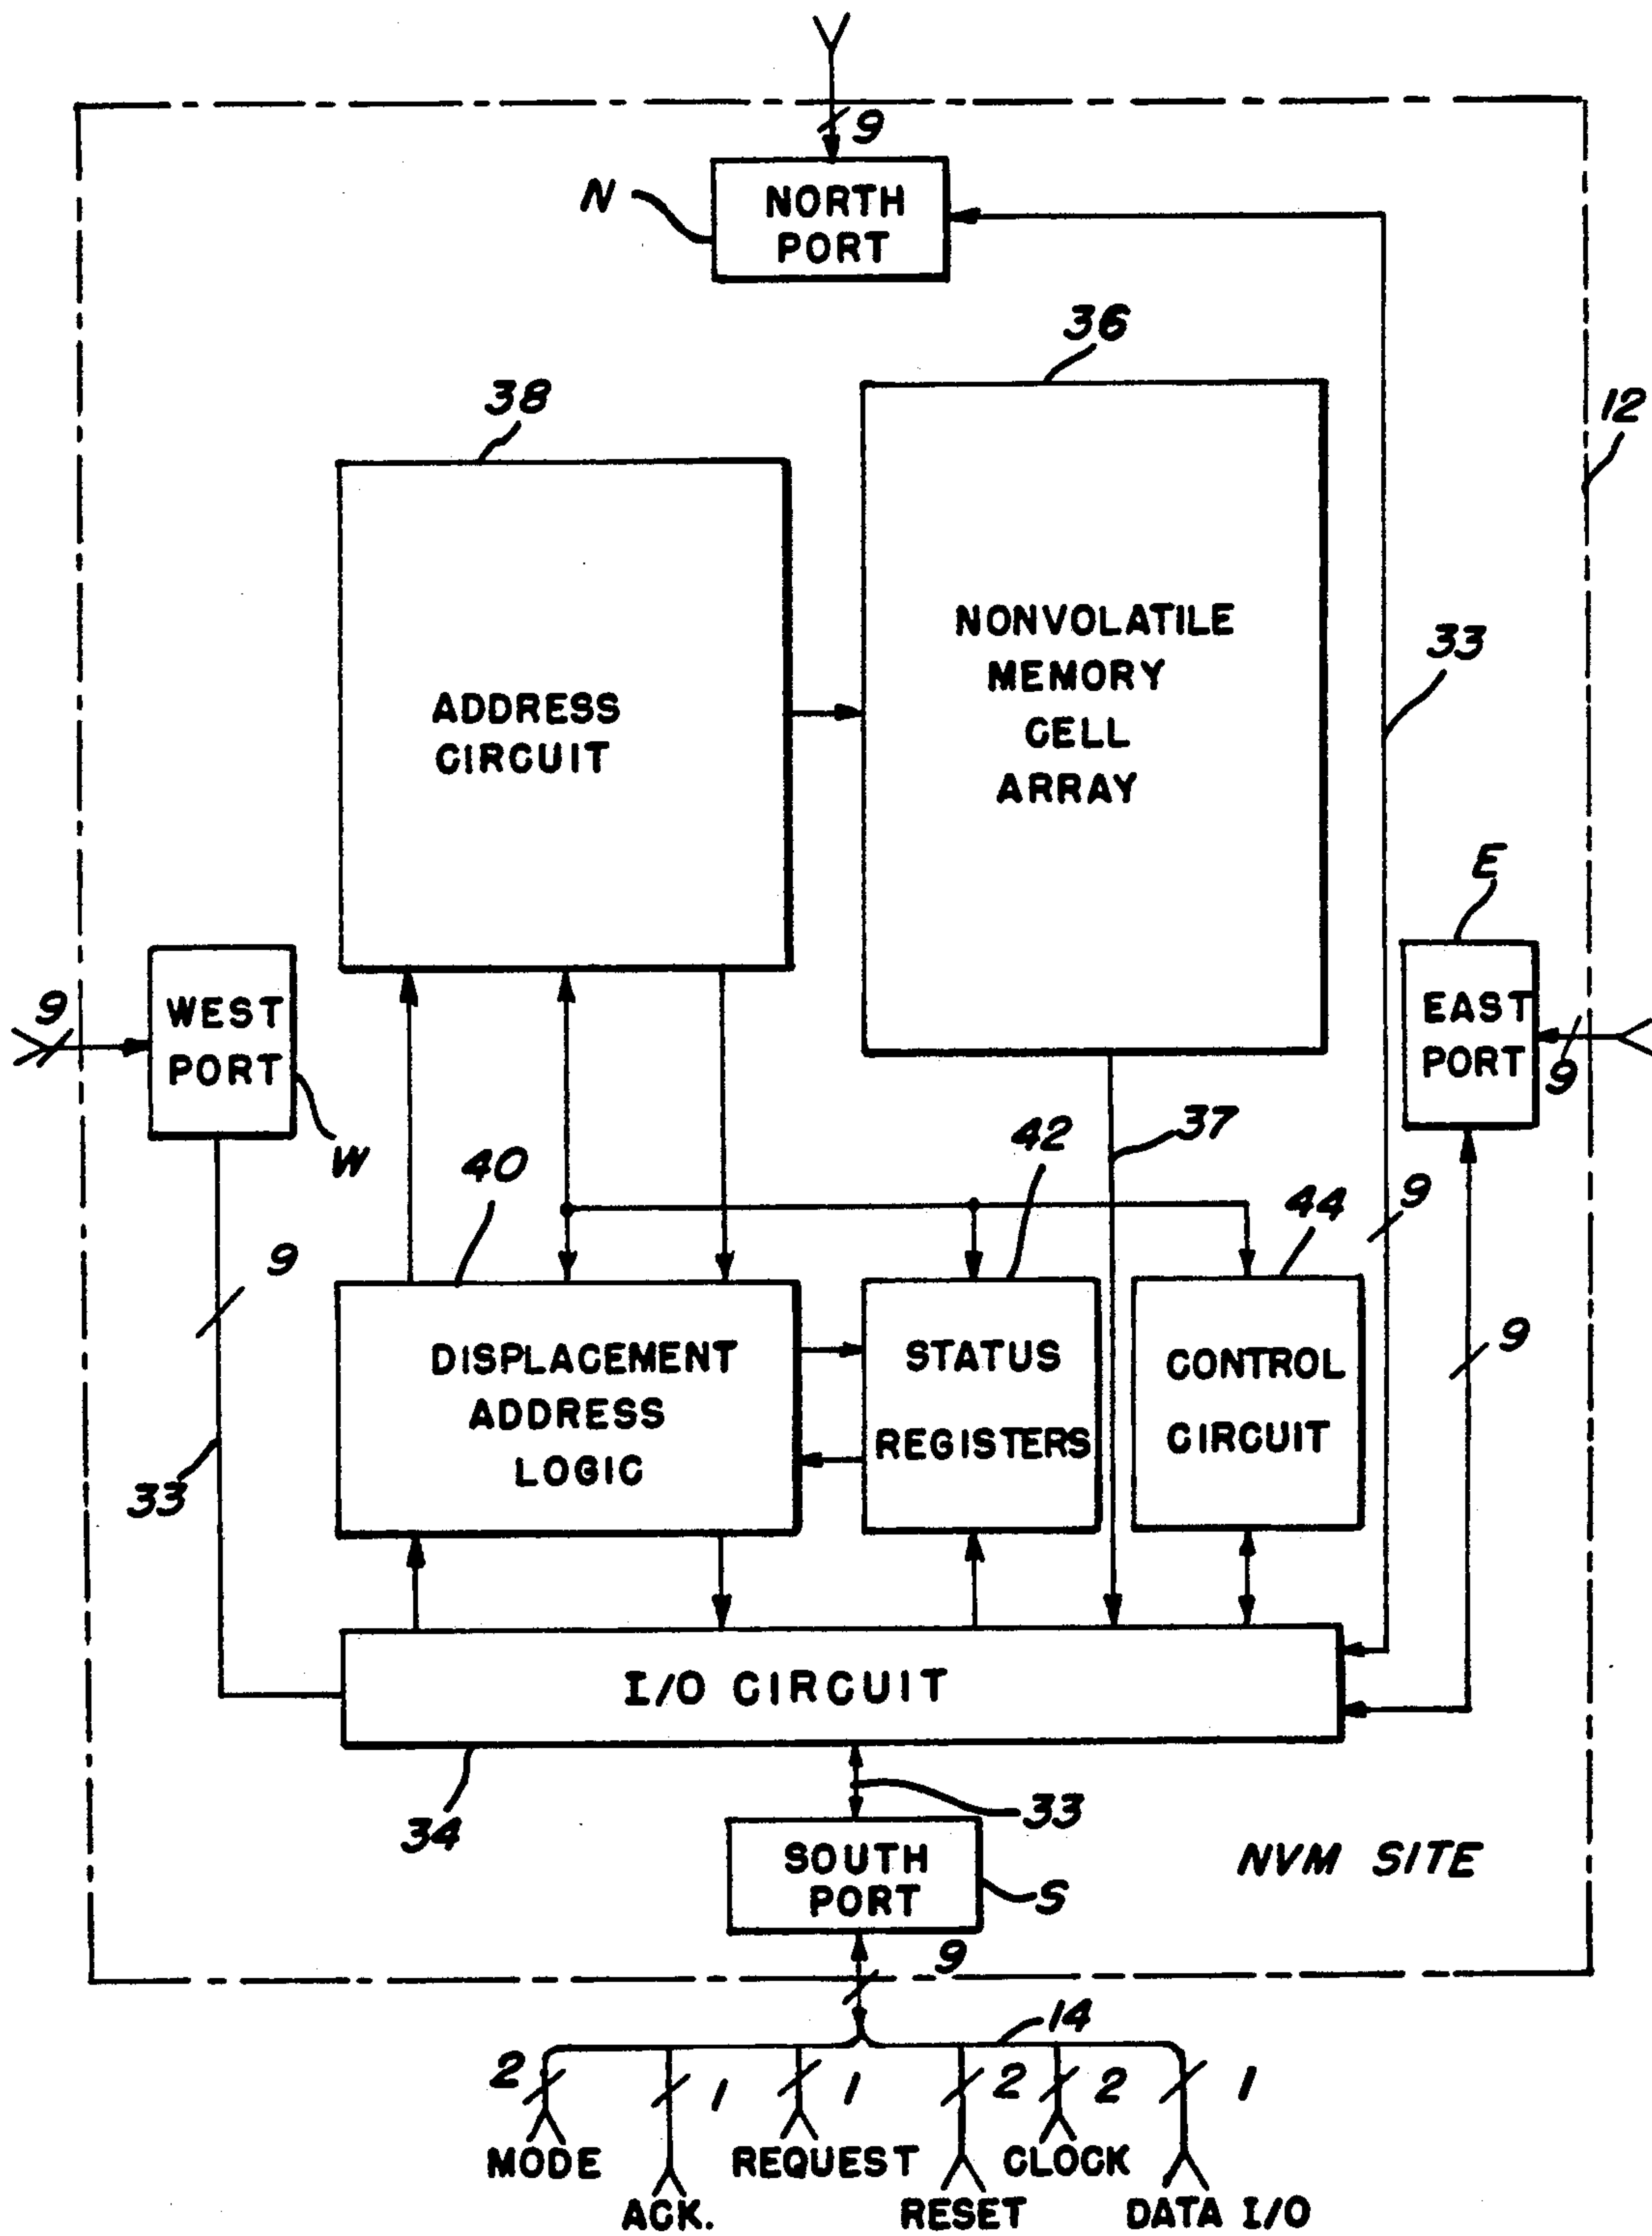 9
N
NORTH
PORT
36
38
12
33
NONVOLATILE
MEMORY
CELL
ARRAY
ADDRESS
CIRCUIT
E
9
WEST
PORT
W
EAST
PORT
9
37
42
40
44
9
9
9
DISPLACEMENT
ADDRESS
LOGIC
STATUS
REGISTERS
CONTROL
CIRCUIT
33
I/O CIRCUIT
34
33
SOUTH
PORT
S
NVM SITE
9
14
2
1
1
2
2
1
MODE
ACK.
REQUEST
RESET
CLOCK
DATA I/O